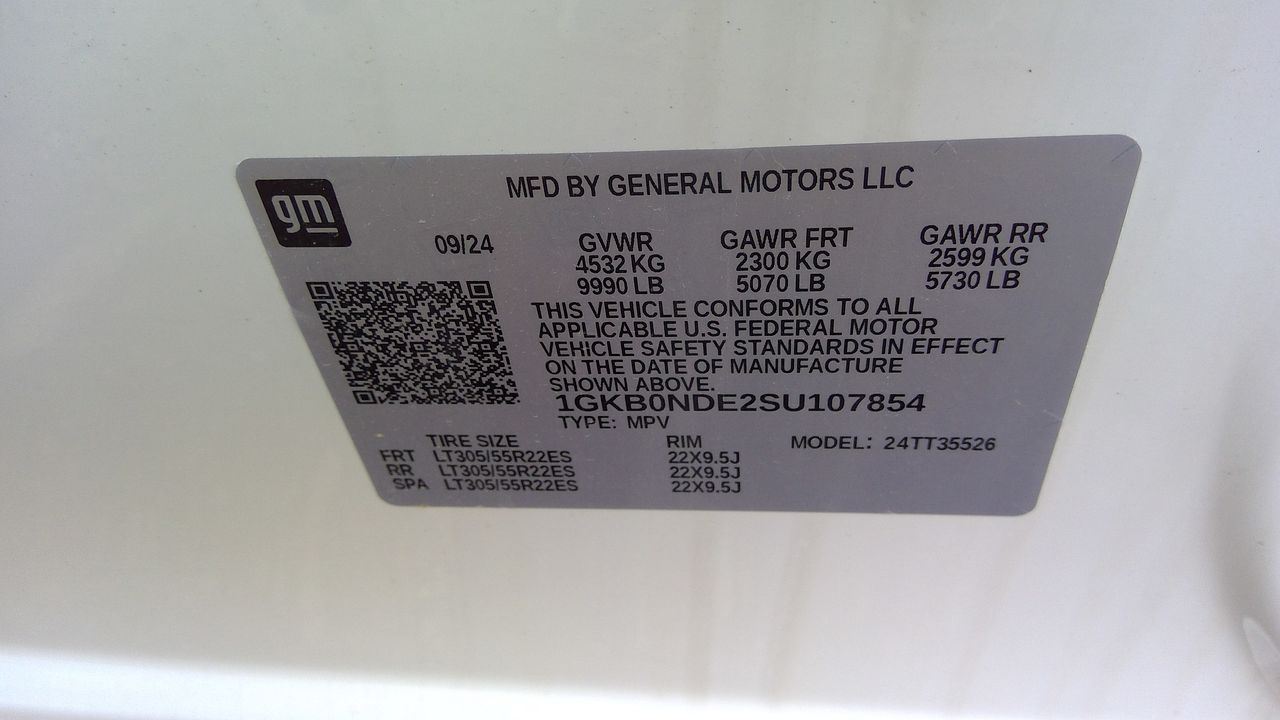 gm
MFD BY GENERAL MOTORS LLC
09/24
GVWR GAWR FRT GAWR RR
4532 KG 2300 KG 2599 KG
9990 LB 5070 LB 5730 LB
THIS VEHICLE CONFORMS TO ALL
APPLICABLE U.S. FEDERAL MOTOR
VEHICLE SAFETY STANDARDS IN EFFECT
ON THE DATE OF MANUFACTURE
SHOWN ABOVE.
1GKB0NDE2SU107854
TYPE: MPV
TIRE SIZE RIM MODEL: 24TT35526
FRT LT305/55R22ES 22X9.5J
RR LT305/55R22ES 22X9.5J
SPA LT305/55R22ES 22X9.5J